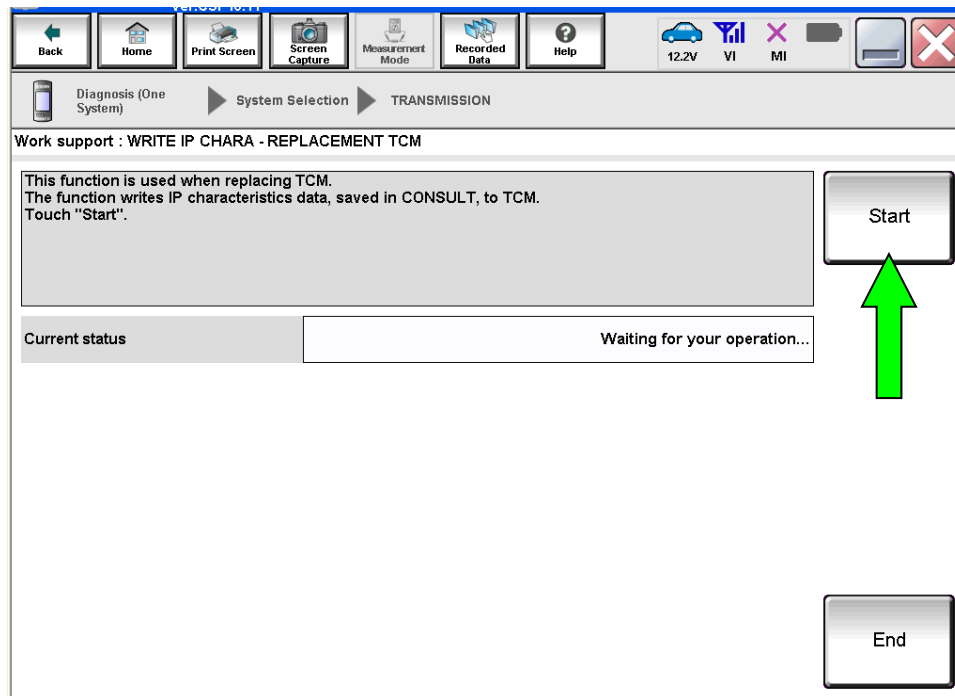 Back
Home
Print Screen
Screen
Capture
Measurement
Mode
Recorded
Data
Help
12.2V
VI
MI
Diagnosis (One
System)
System Selection
TRANSMISSION
Work support : WRITE IP CHARA - REPLACEMENT TCM
This function is used when replacing TCM.
The function writes IP characteristics data, saved in CONSULT, to TCM.
Touch "Start".
Start
Current status
Waiting for your operation...
End